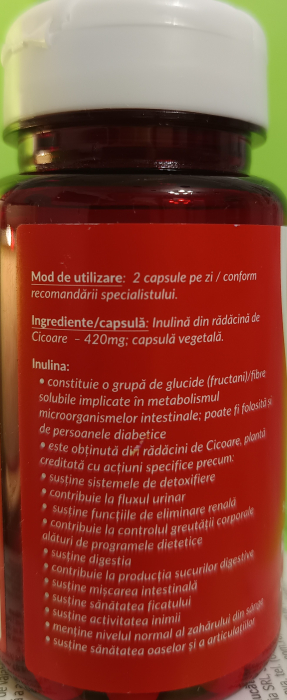 Mod de utilizare: 2 capsule pe zi / conform
recomandării specialistului.
Ingrediente/capsulă: Inulină din rădăcină de
Cicoare – 420mg; capsulă vegetală.
Inulina:
• constituie o grupă de glucide (fructani)/fibre
solubile implicate în metabolismul
microorganismelor intestinale; poate fi folosită și
de persoanele diabetice
• este obținută din rădăcini de Cicoare, plantă
creditată cu acțiuni specifice precum:
• susține sistemele de detoxifiere
• contribuie la fluxul urinar
• susține funcțiile de eliminare renală
• contribuie la controlul greutății corporale
alături de programele dietetice
• susține digestia
• contribuie la producția sucurilor digestive
• susține mișcarea intestinală
• susține sănătatea ficatului
• susține activitatea inimii
• menține nivelul normal al zahărului din sânge
• susține sănătatea oaselor și a articulațiilor